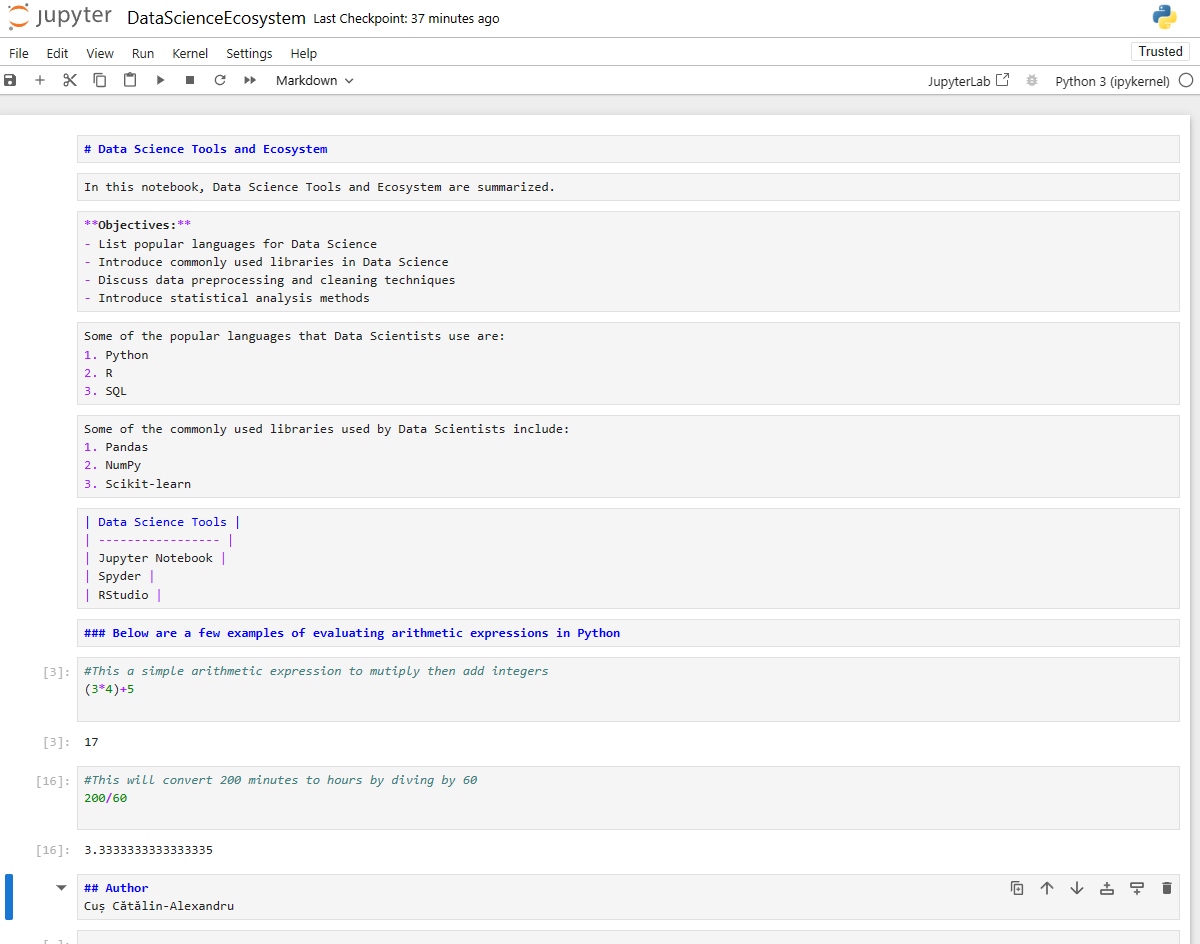 jupyter DataScienceEcosystem Last Checkpoint: 37 minutes ago
File Edit View Run Kernel Settings Help Trusted
Markdown JupyterLab Python 3 (ipykernel)
# Data Science Tools and Ecosystem
In this notebook, Data Science Tools and Ecosystem are summarized.
**Objectives:**
- List popular languages for Data Science
- Introduce commonly used libraries in Data Science
- Discuss data preprocessing and cleaning techniques
- Introduce statistical analysis methods
Some of the popular languages that Data Scientists use are:
1. Python
2. R
3. SQL
Some of the commonly used libraries used by Data Scientists include:
1. Pandas
2. NumPy
3. Scikit-learn
| Data Science Tools |
| ----------------- |
| Jupyter Notebook |
| Spyder |
| RStudio |
### Below are a few examples of evaluating arithmetic expressions in Python
[3]: #This a simple arithmetic expression to mutiply then add integers
(3*4)+5
[3]: 17
[16]: #This will convert 200 minutes to hours by diving by 60
200/60
[16]: 3.3333333333333335
## Author
Cuș Cătălin-Alexandru
[ ]: